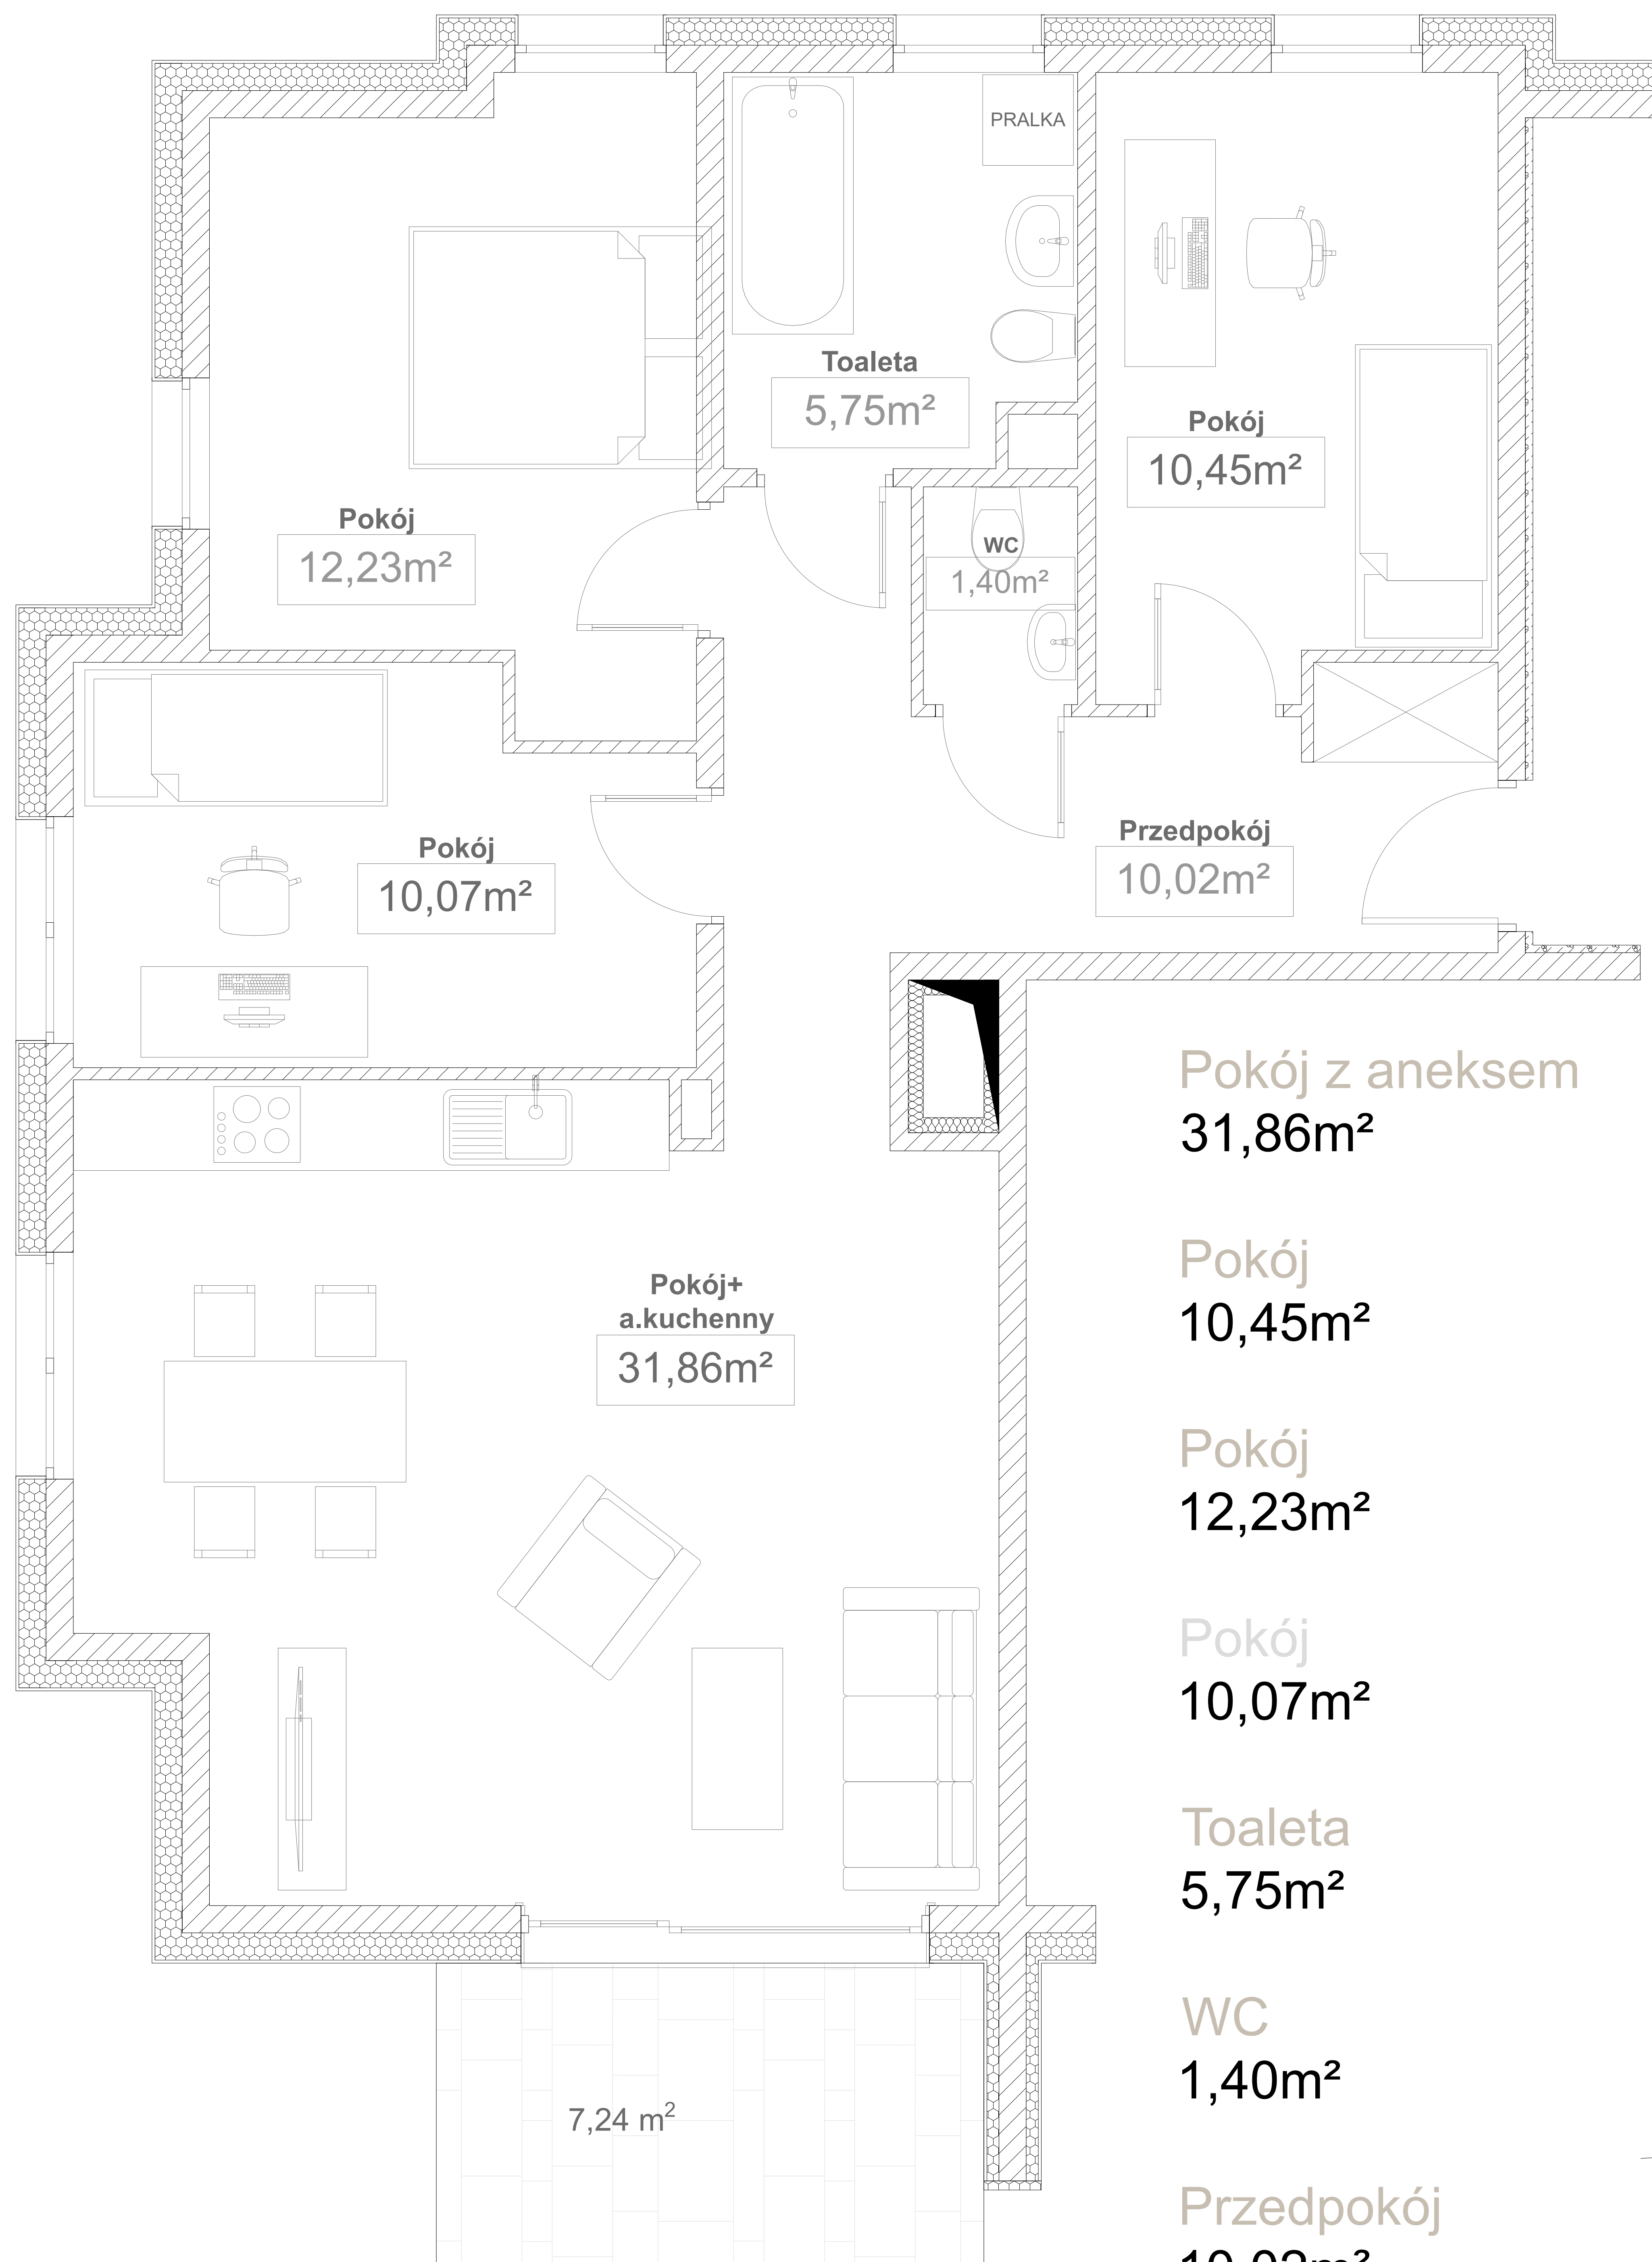 PRALKA
Toaleta
5,75m²
Pokój
10,45m²
Pokój
12,23m²
WC
1,40m²
Pokój
10,07m²
Przedpokój
10,02m²
Pokój+
a.kuchenny
31,86m²
7,24 m²
Pokój z aneksem
31,86m²
Pokój
10,45m²
Pokój
12,23m²
Pokój
10,07m²
Toaleta
5,75m²
WC
1,40m²
Przedpokój
10,02m²